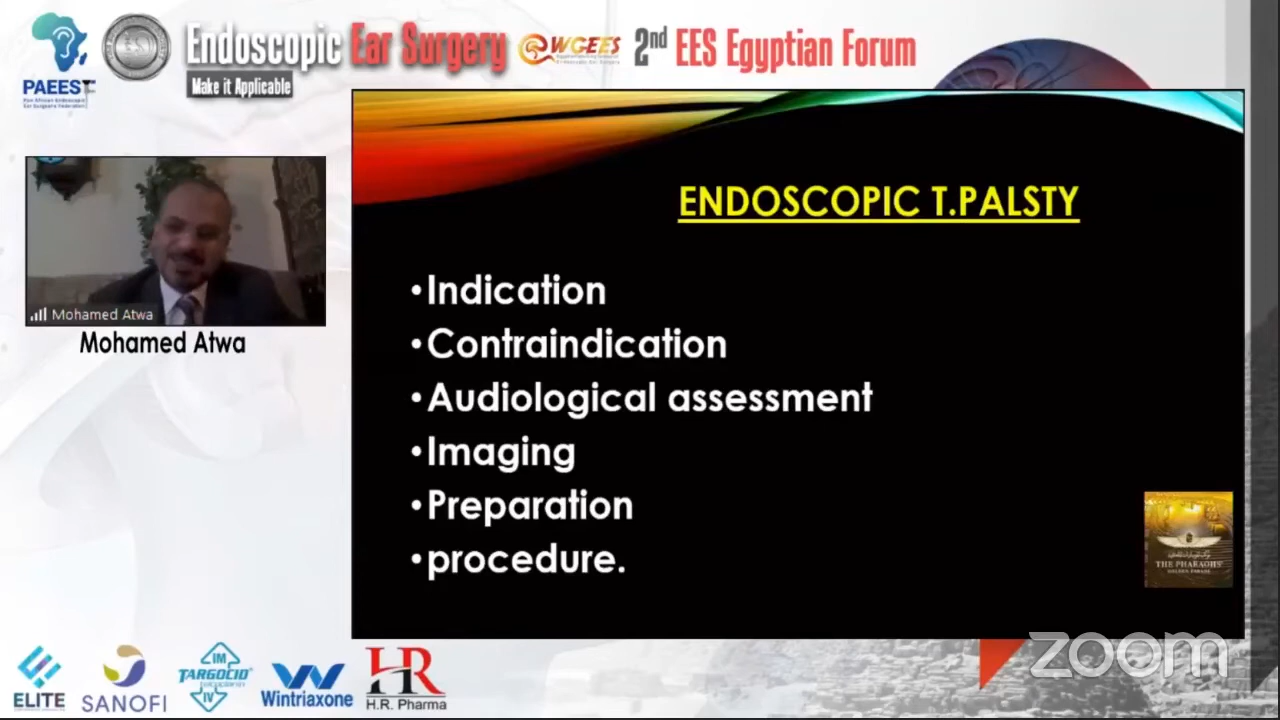 PAEEST
Endoscopic Ear Surgery
WGEES
2nd EES Egyptian Forum
Make it Applicable
ENDOSCOPIC T.PALSTY
•Indication
•Contraindication
•Audiological assessment
•Imaging
•Preparation
•procedure.
Mohamed Atwa
Mohamed Atwa
THE PHARAOHS'
ELITE
SANOFI
IM
TARGOCID
IV
Wintriaxone
HR
H.R. Pharma
zoom